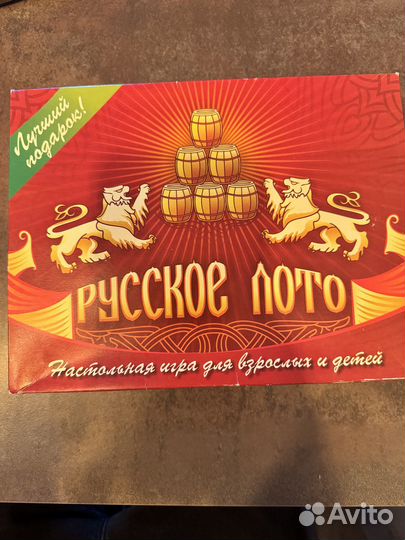 Лучший
подарок!
РУССКОЕ ЛОТО
Настольная игра для взрослых и детей
Avito